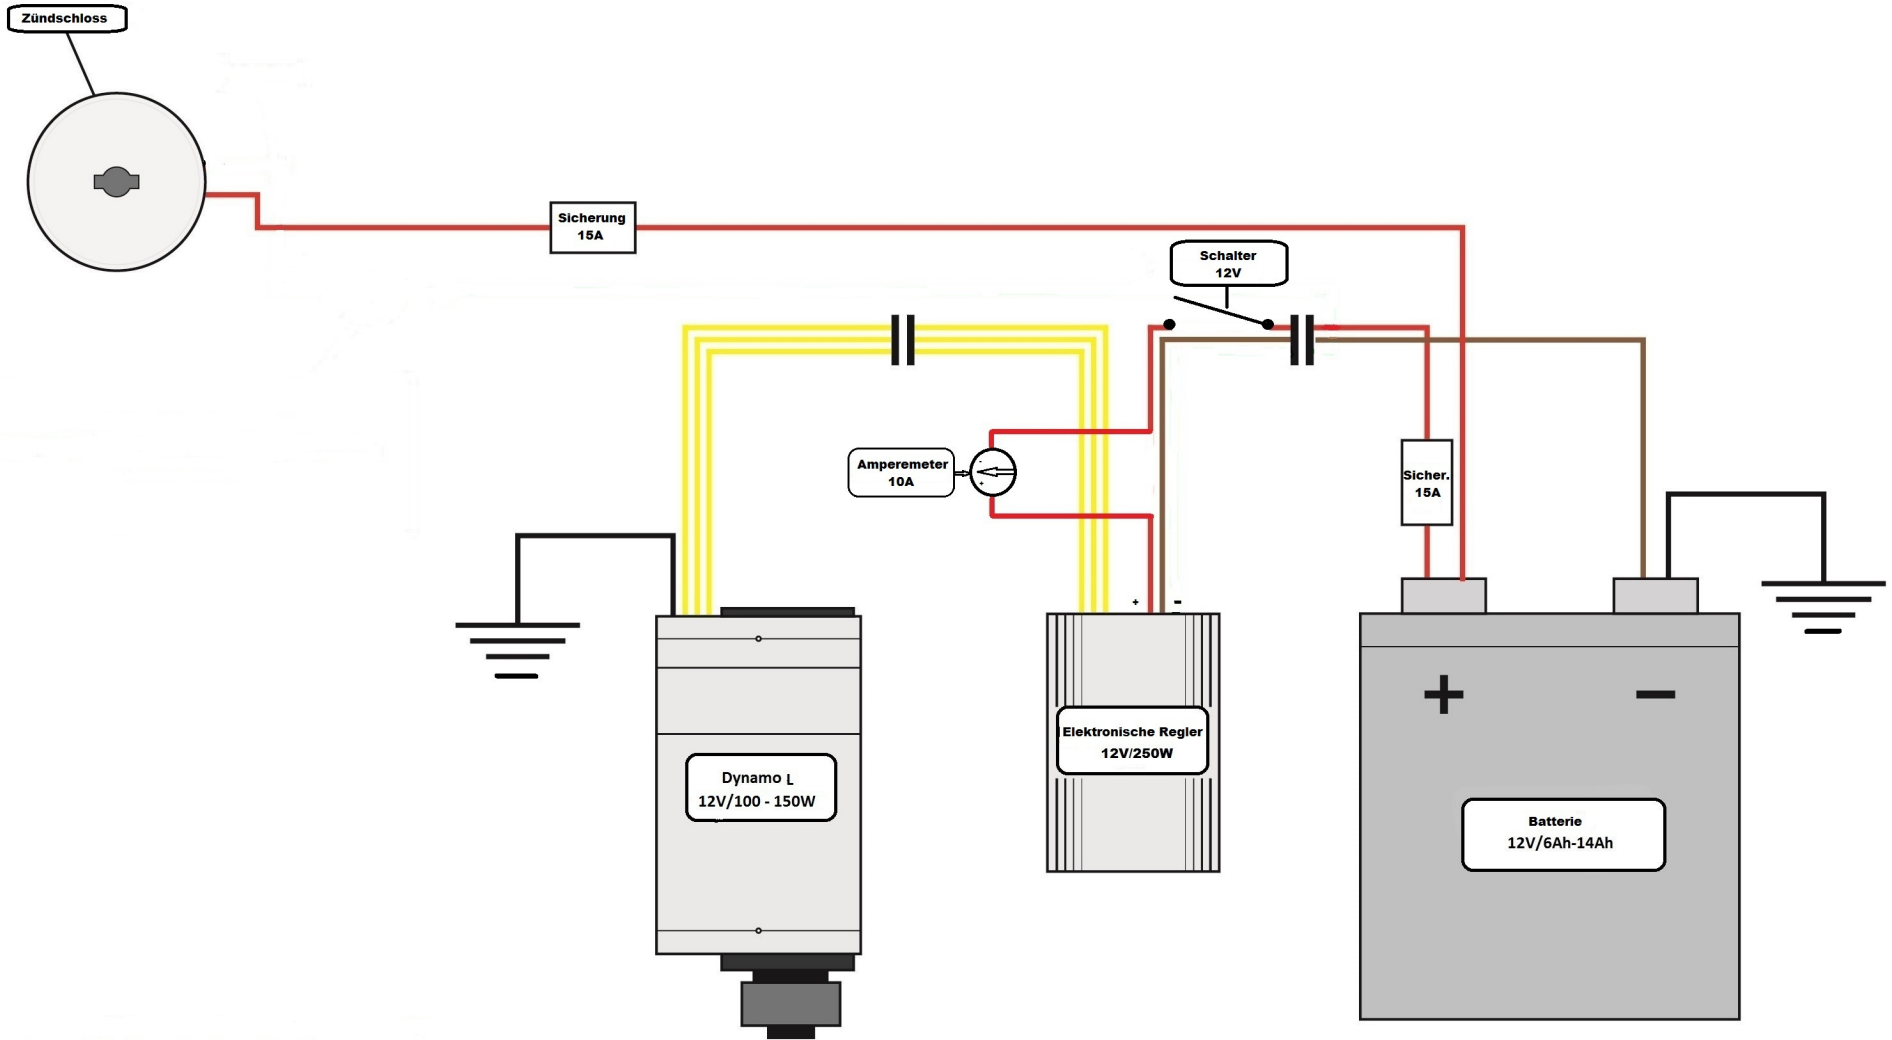 Zündschloss
Sicherung
15A
Schalter
12V
Amperemeter
10A
-
+
Sicher.
15A
+ -
+ -
Elektronische Regler
12V/250W
Dynamo L
12V/100 - 150W
Batterie
12V/6Ah-14Ah